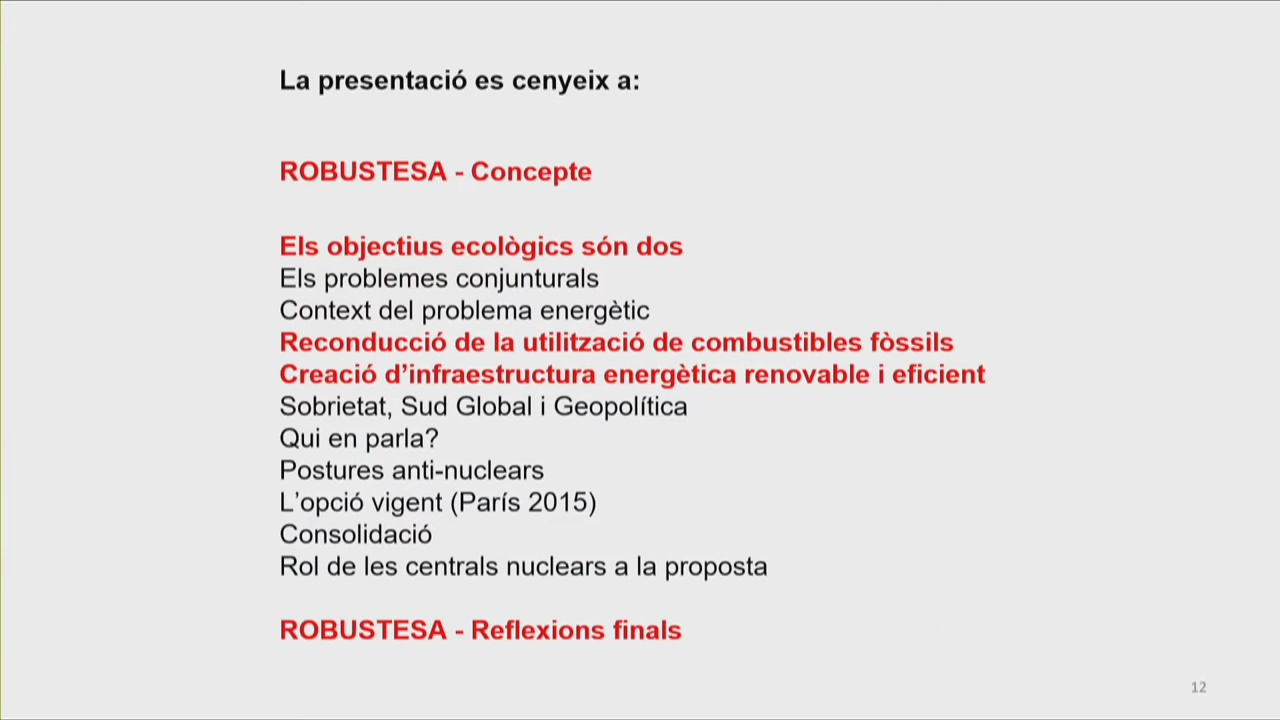 La presentació es cenyeix a:
ROBUSTESA - Concepte
Els objectius ecològics són dos
Els problemes conjunturals
Context del problema energètic
Reconducció de la utilització de combustibles fòssils
Creació d’infraestructura energètica renovable i eficient
Sobrietat, Sud Global i Geopolítica
Qui en parla?
Postures anti-nuclears
L’opció vigent (París 2015)
Consolidació
Rol de les centrals nuclears a la proposta
ROBUSTESA - Reflexions finals
12